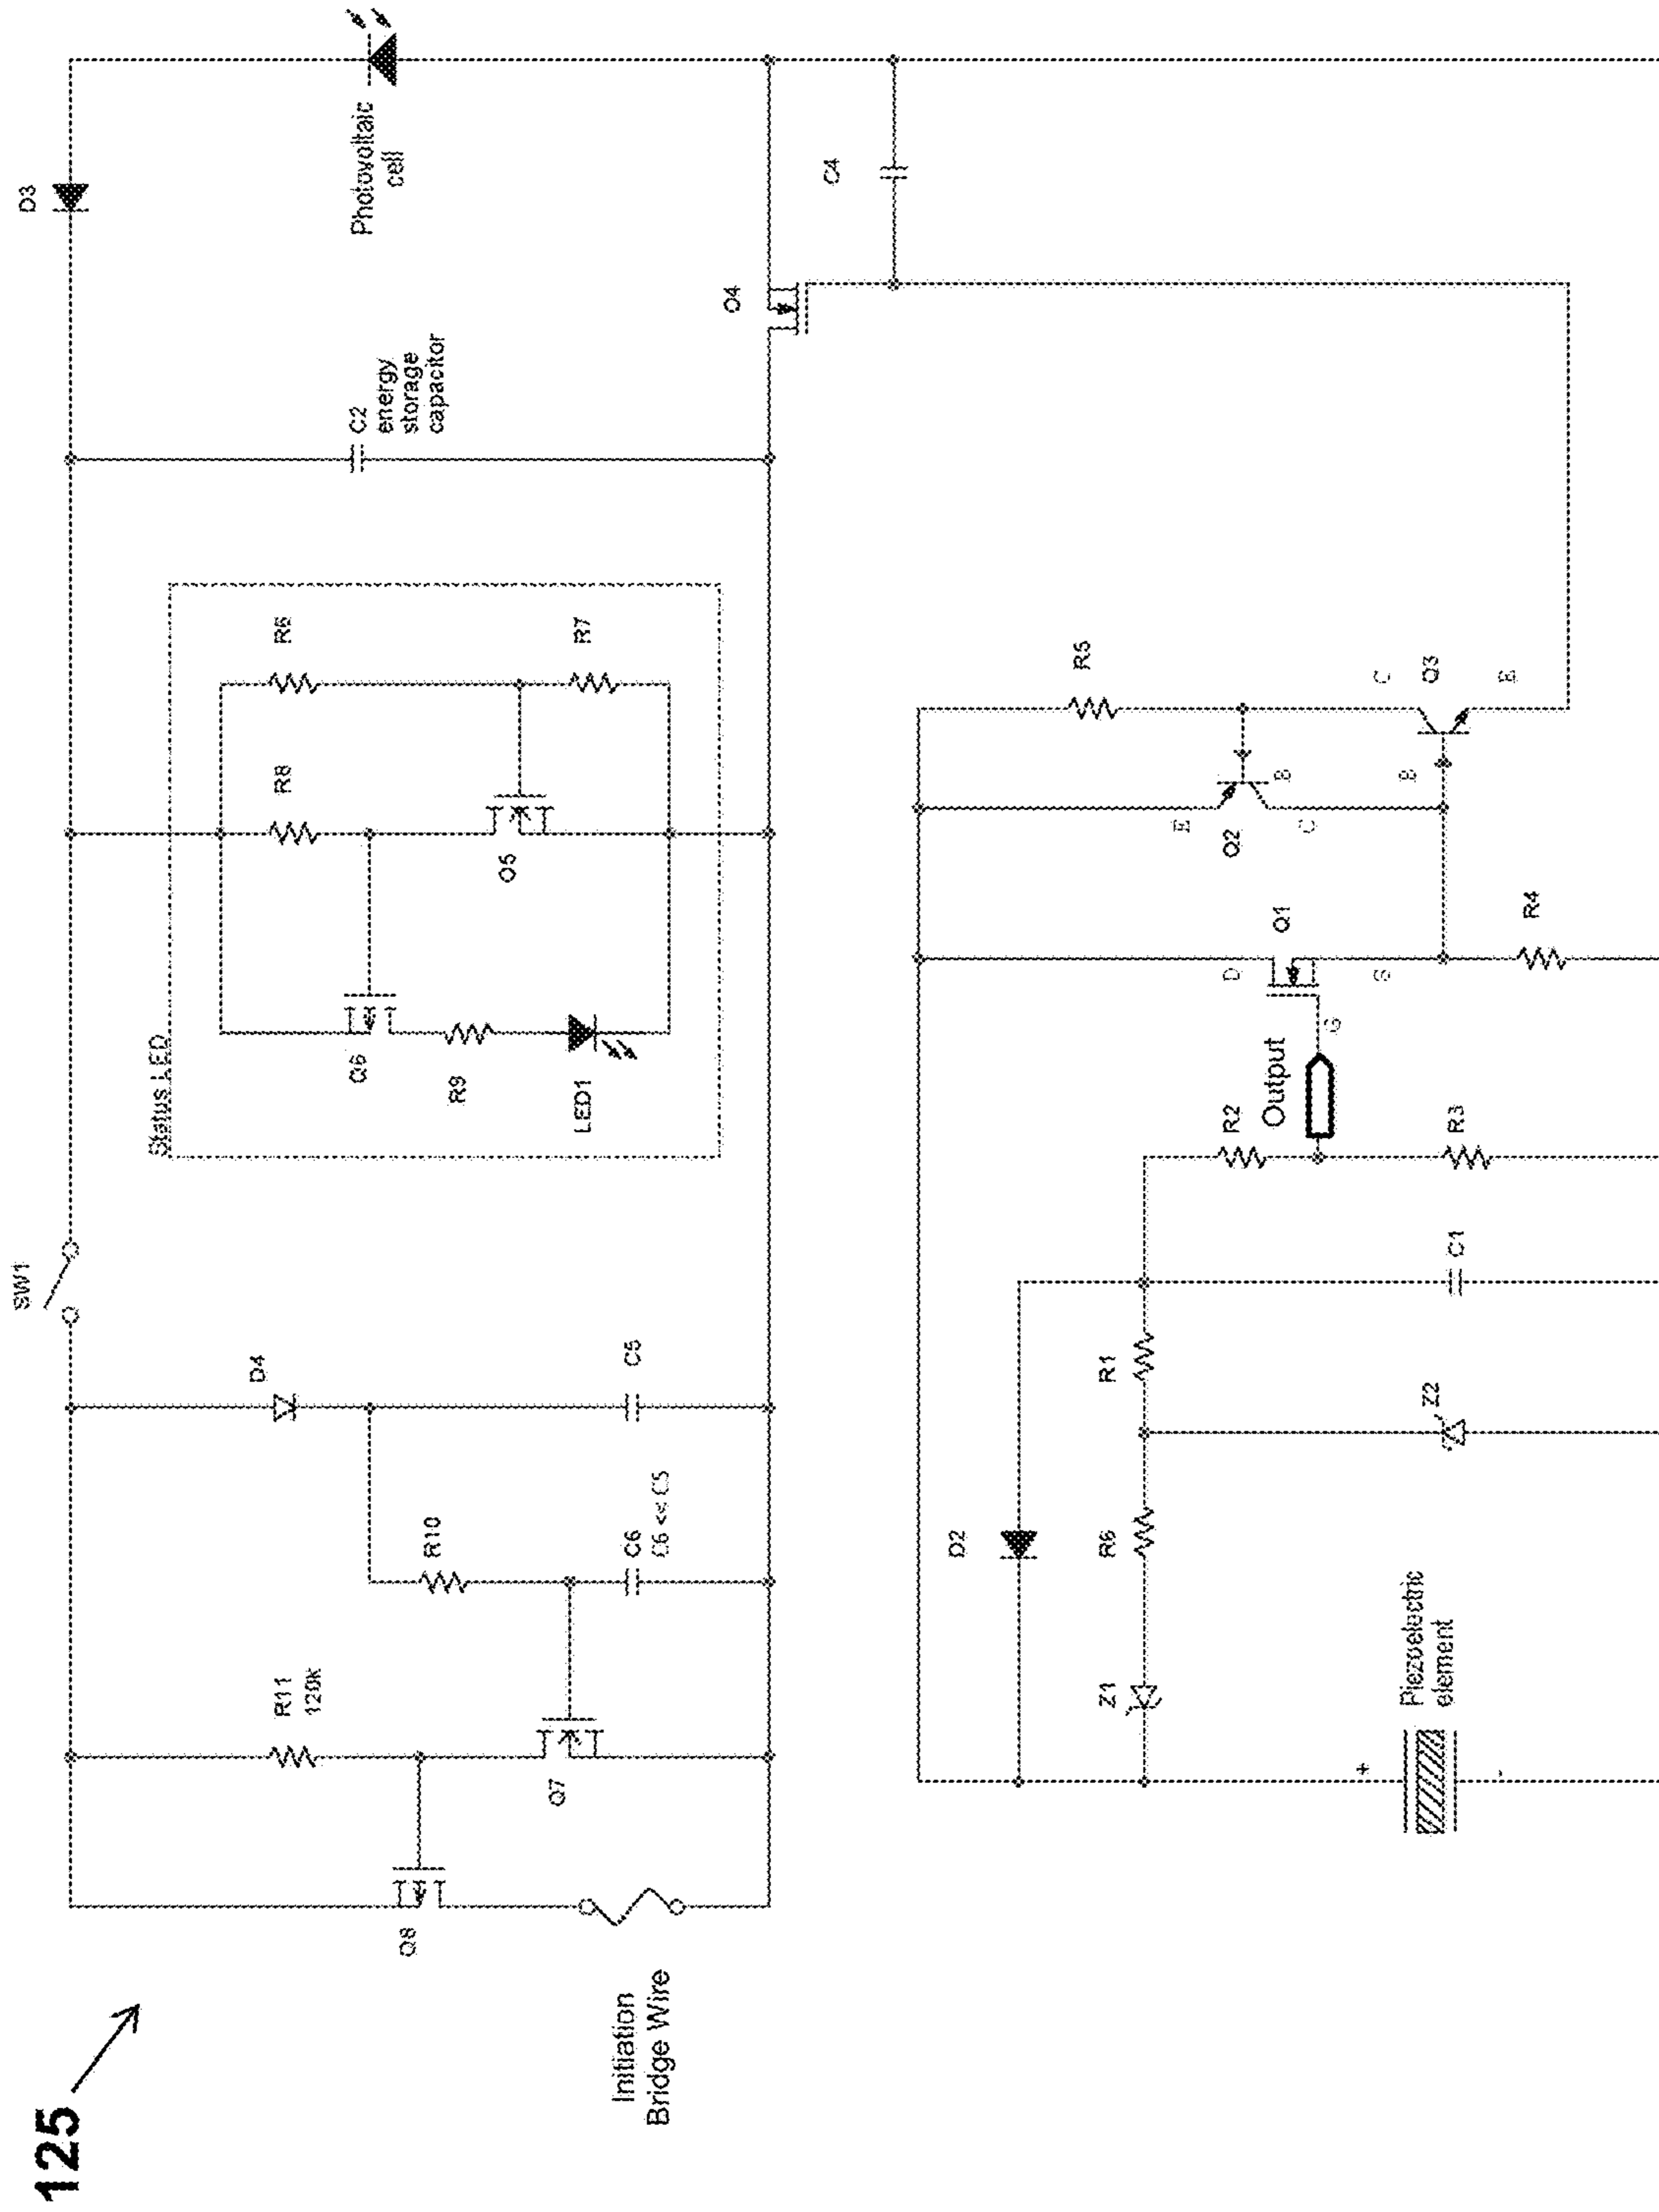 125
SW1
D3
Status LED
Photovoltaic
cell
C2
energy
storage
capacitor
R11
120k
D4
R8
R6
Q8
Q6
R10
R9
Q5
R7
Q7
C6
C6 << C5
C5
LED1
Initiation
Bridge Wire
Q4
C4
D2
Z1
R6
R1
R2
Output
G
D
Q1
S
E
Q2
C
B
R5
B
C
Q3
E
Piezoelectric
element
+
-
Z2
C1
R3
R4